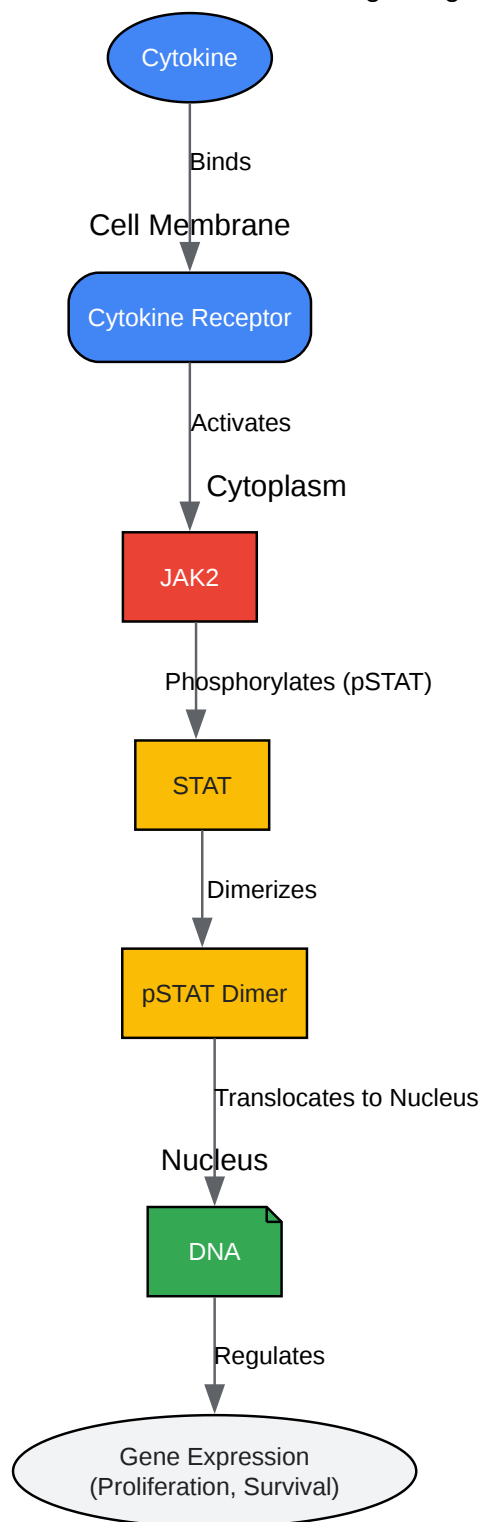 Cytokine
Binds
Cell Membrane
Cytokine Receptor
Activates
Cytoplasm
JAK2
Phosphorylates (pSTAT)
STAT
Dimerizes
pSTAT Dimer
Translocates to Nucleus
Nucleus
DNA
Regulates
Gene Expression
(Proliferation, Survival)